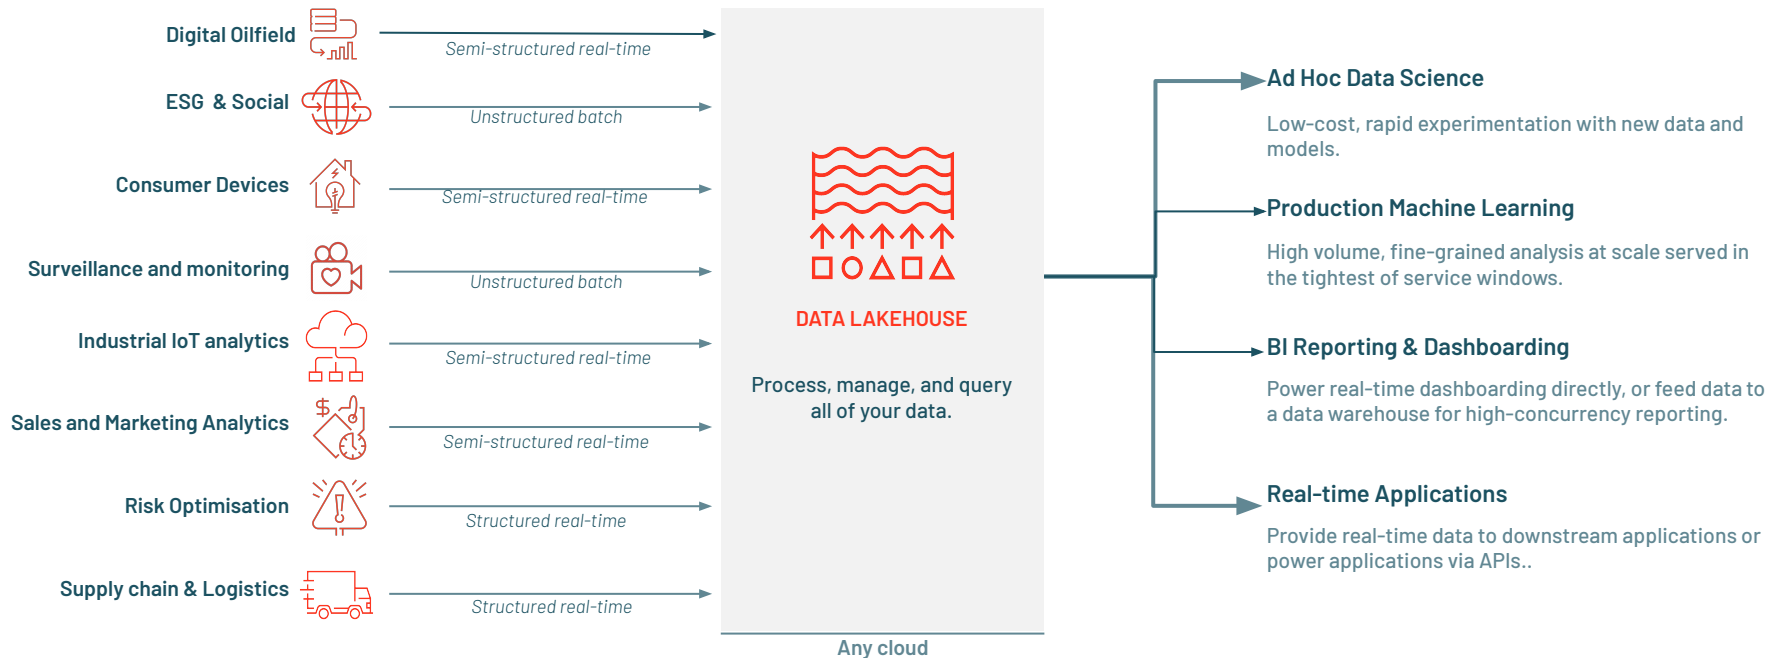 Digital Oilfield
Semi-structured real-time
ESG & Social
Unstructured batch
Consumer Devices
Semi-structured real-time
Surveillance and monitoring
Unstructured batch
Industrial IoT analytics
Semi-structured real-time
Sales and Marketing Analytics
$
Semi-structured real-time
Risk Optimisation
Structured real-time
Supply chain & Logistics
Structured real-time
DATA LAKEHOUSE
Process, manage, and query
all of your data.
Any cloud
Ad Hoc Data Science
Low-cost, rapid experimentation with new data and
models.
Production Machine Learning
High volume, fine-grained analysis at scale served in
the tightest of service windows.
BI Reporting & Dashboarding
Power real-time dashboarding directly, or feed data to
a data warehouse for high-concurrency reporting.
Real-time Applications
Provide real-time data to downstream applications or
power applications via APIs..